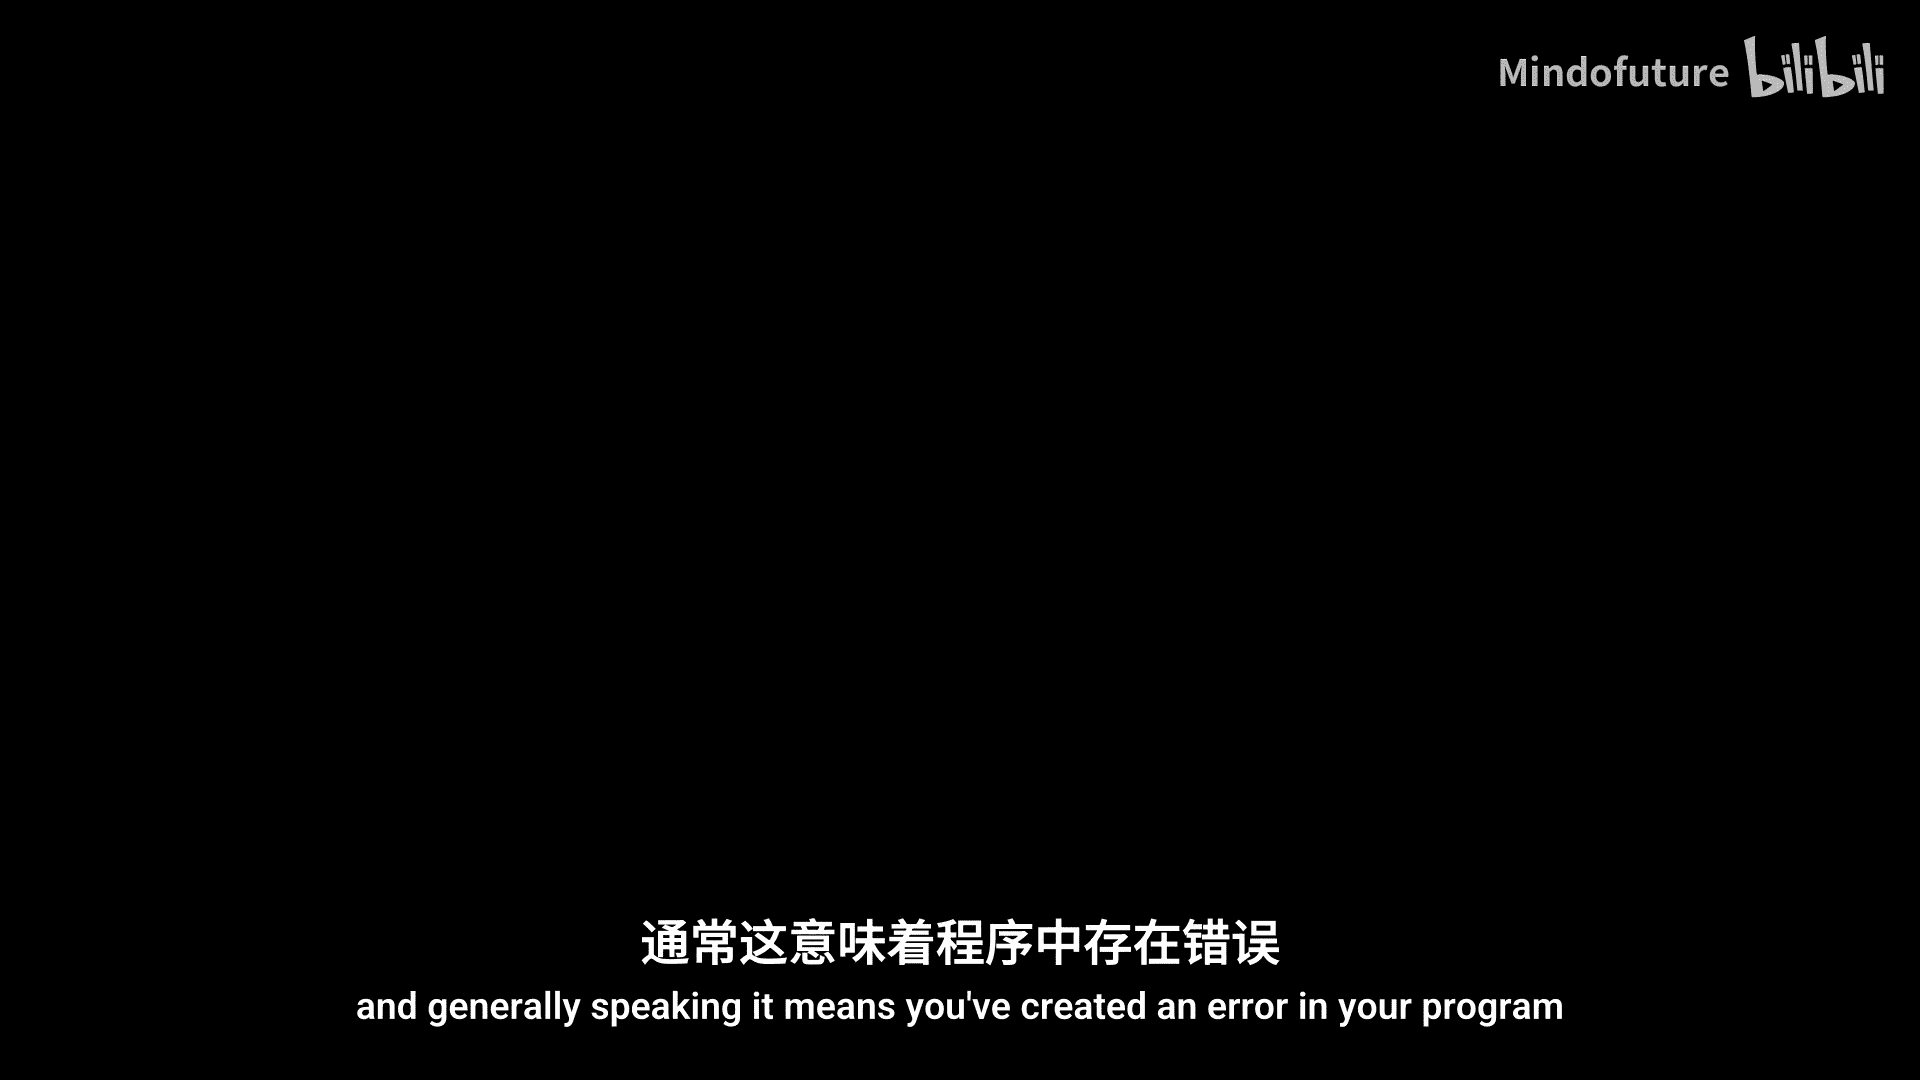 Mindofuture bilibili
通常这意味着程序中存在错误
and generally speaking it means you've created an error in your program